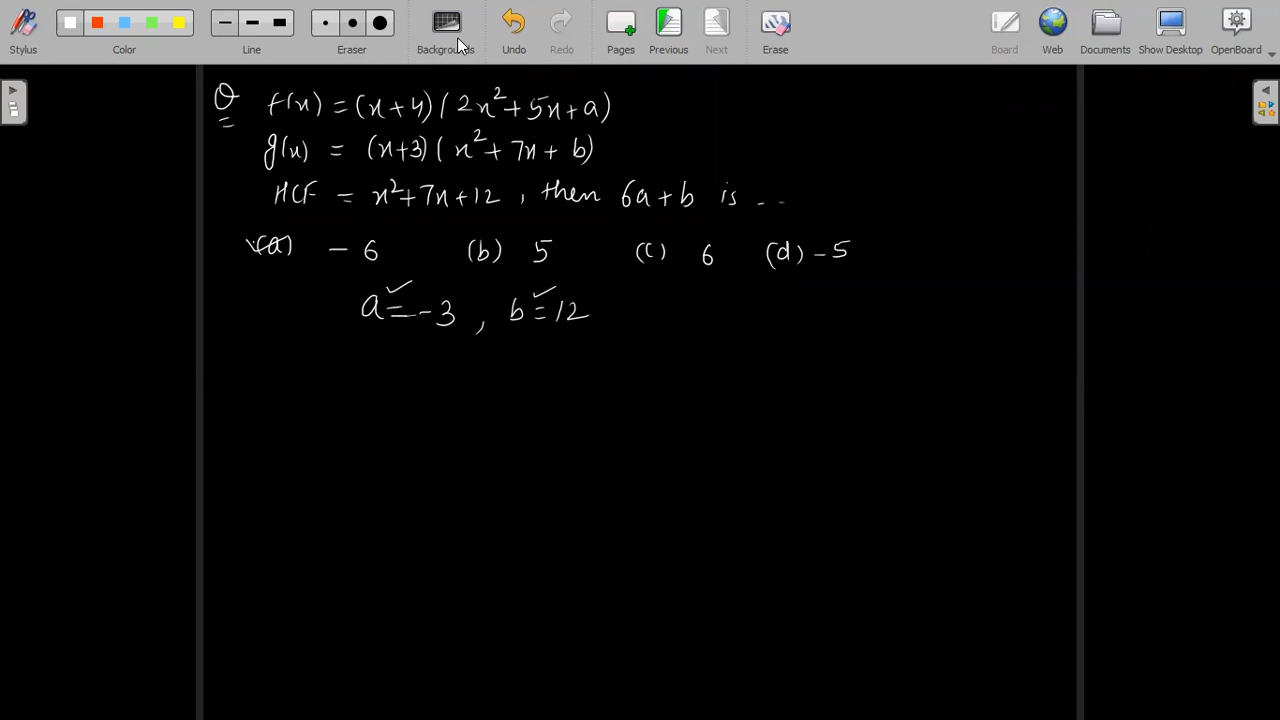 Stylus Color Line Eraser Backgrounds Undo Redo Pages Previous Next Erase Board Web Documents Show Desktop OpenBoard
Q f(x) = (x+4)(2x²+5x+a)
g(x) = (x+3)(x²+7x+b)
HCF = x²+7x+12, then 6a+b is ...
(a) -6 (b) 5 (c) 6 (d) -5
a=-3, b=12